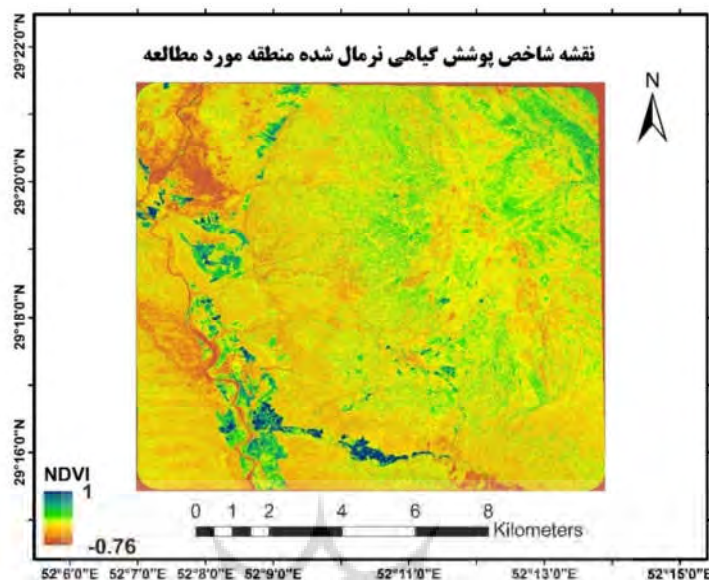 نقشه شاخص پوشش گیاهی نرمال شده منطقه مورد مطالعه
N
29°22'0"N
29°20'0"N
29°18'0"N
29°16'0"N
NDVI
1
-0.76
0 1 2 4 6 8
Kilometers
52°6'0"E 52°7'0"E 52°8'0"E 52°9'0"E 52°11'0"E 52°13'0"E 52°15'0"E